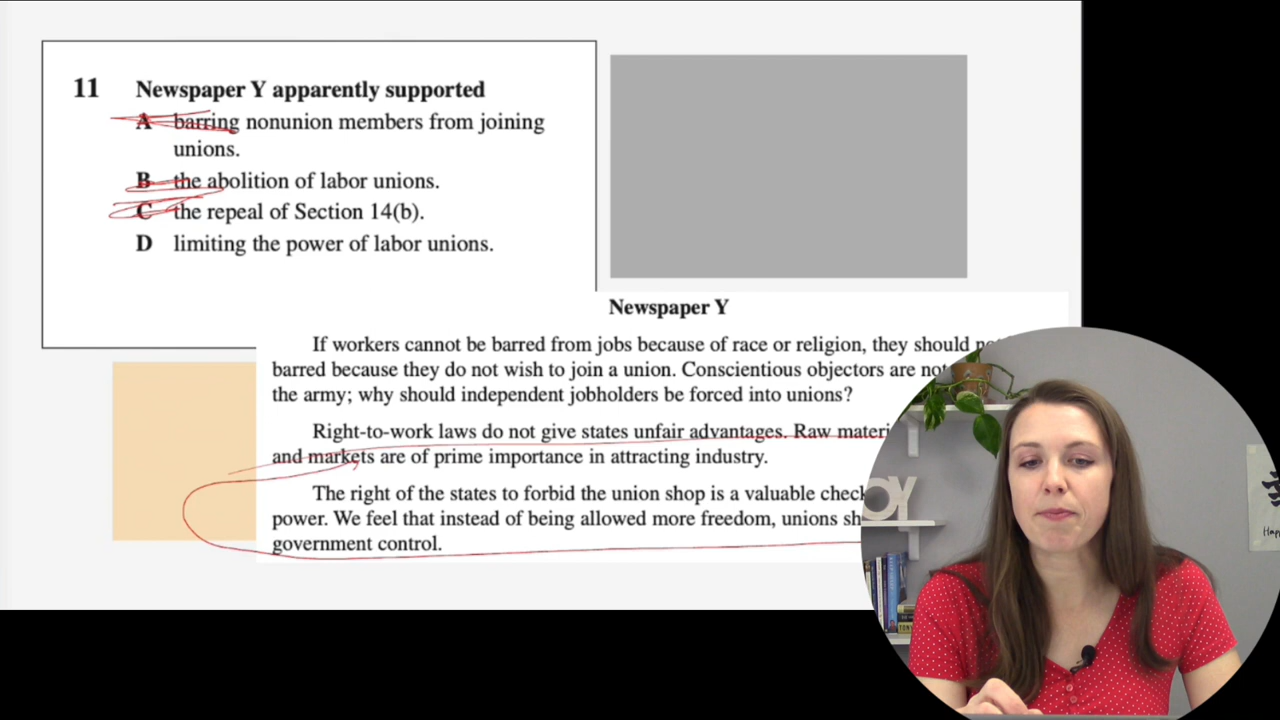 11 Newspaper Y apparently supported
A barring nonunion members from joining
unions.
B the abolition of labor unions.
C the repeal of Section 14(b).
D limiting the power of labor unions.
Newspaper Y
If workers cannot be barred from jobs because of race or religion, they should
barred because they do not wish to join a union. Conscientious objectors are
the army; why should independent jobholders be forced into unions?
Right-to-work laws do not give states unfair advantages. Raw
and markets are of prime importance in attracting industry.
The right of the states to forbid the union shop is a valuable
power. We feel that instead of being allowed more freedom, unions
government control.
OY